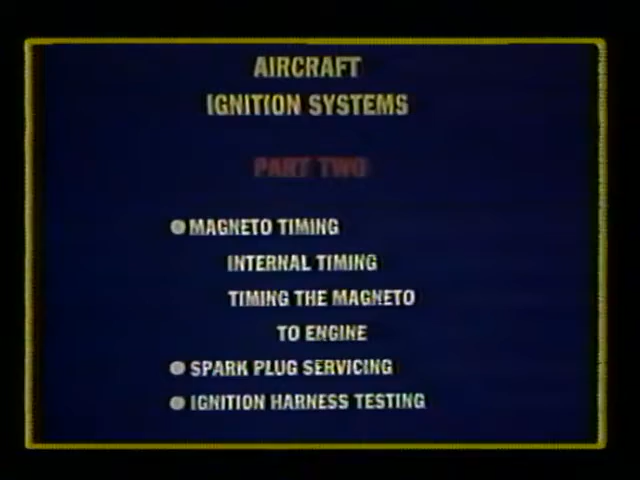 AIRCRAFT
IGNITION SYSTEMS
PART TWO
MAGNETO TIMING
INTERNAL TIMING
TIMING THE MAGNETO
TO ENGINE
SPARK PLUG SERVICING
IGNITION HARNESS TESTING